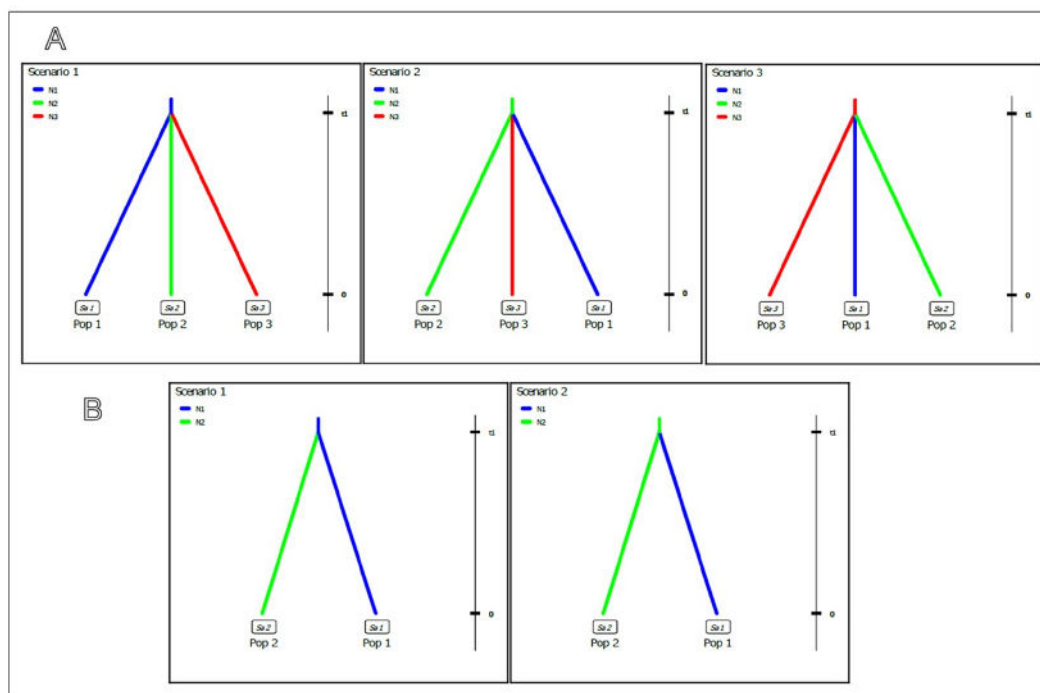 A
Scenario 1
N1
N2
N3
t1
0
Sa 1 Sa 2 Sa 3
Pop 1 Pop 2 Pop 3
Scenario 2
N1
N2
N3
t1
0
Sa 2 Sa 3 Sa 1
Pop 2 Pop 3 Pop 1
Scenario 3
N1
N2
N3
t1
0
Sa 3 Sa 1 Sa 2
Pop 3 Pop 1 Pop 2
B
Scenario 1
N1
N2
t1
0
Sa 2 Sa 1
Pop 2 Pop 1
Scenario 2
N1
N2
t1
0
Sa 2 Sa 1
Pop 2 Pop 1